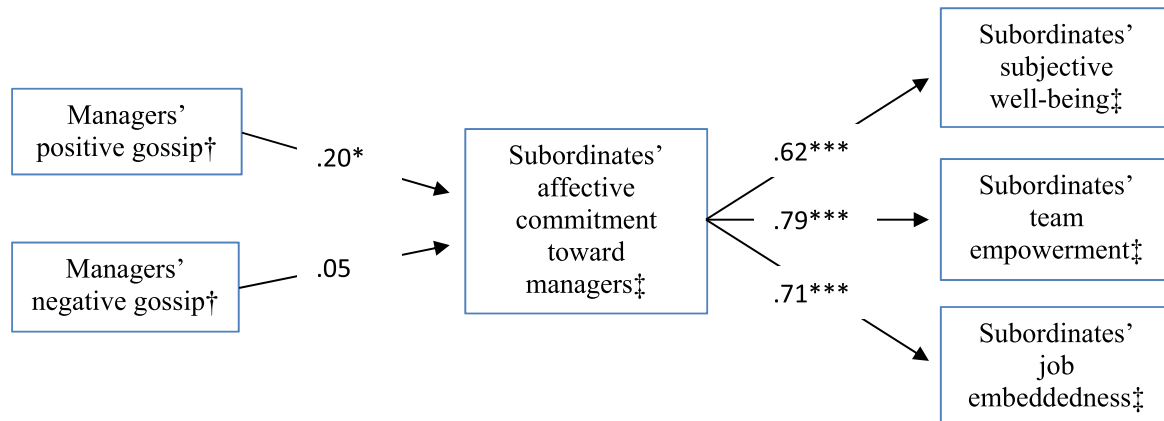 Managers’
positive gossip†
.20*
Managers’
negative gossip†
.05
Subordinates’
affective
commitment
toward
managers‡
.62***
.79***
.71***
Subordinates’
subjective
well-being‡
Subordinates’
team
empowerment‡
Subordinates’
job
embeddedness‡